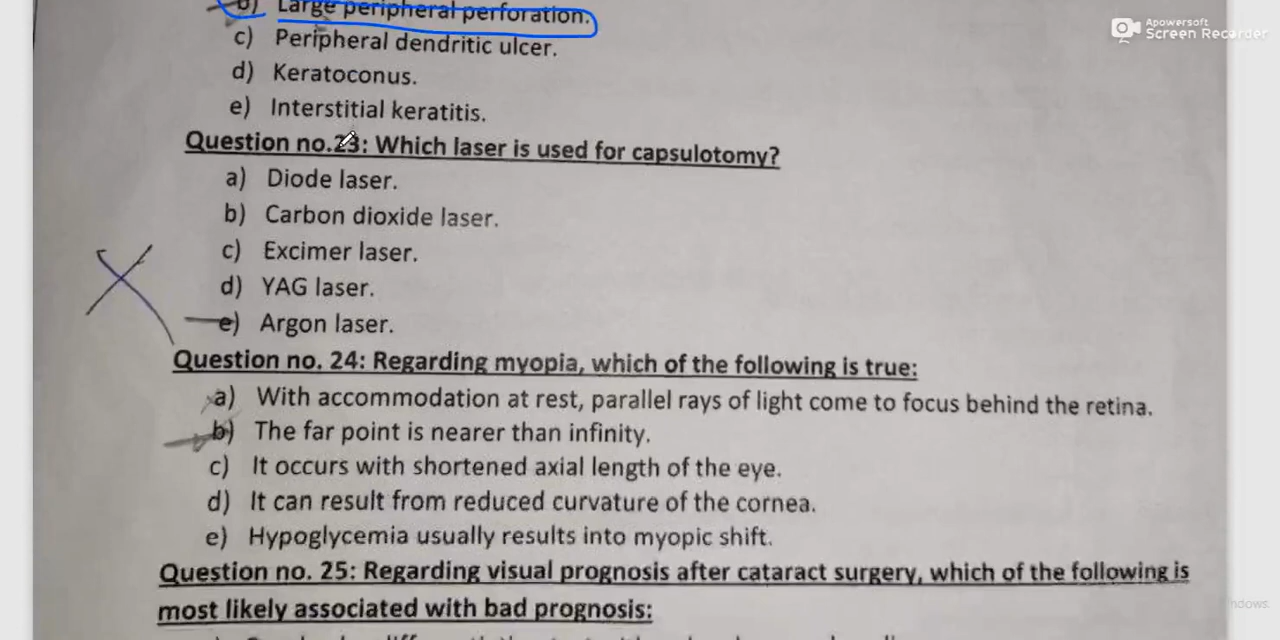 b) Large peripheral perforation.
c) Peripheral dendritic ulcer.
d) Keratoconus.
e) Interstitial keratitis.
Question no.23: Which laser is used for capsulotomy?
a) Diode laser.
b) Carbon dioxide laser.
c) Excimer laser.
d) YAG laser.
e) Argon laser.
Question no. 24: Regarding myopia, which of the following is true:
a) With accommodation at rest, parallel rays of light come to focus behind the retina.
b) The far point is nearer than infinity.
c) It occurs with shortened axial length of the eye.
d) It can result from reduced curvature of the cornea.
e) Hypoglycemia usually results into myopic shift.
Question no. 25: Regarding visual prognosis after cataract surgery, which of the following is
most likely associated with bad prognosis:
Apowersoft
Screen Recorder
ndows.